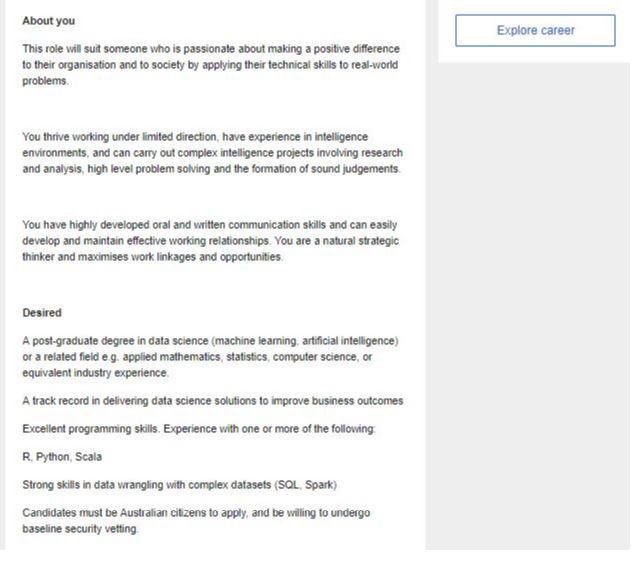 About you
This role will suit someone who is passionate about making a positive difference
to their organisation and to society by applying their technical skills to real-world
problems.
You thrive working under limited direction, have experience in intelligence
environments, and can carry out complex intelligence projects involving research
and analysis, high level problem solving and the formation of sound judgements.
You have highly developed oral and written communication skills and can easily
develop and maintain effective working relationships. You are a natural strategic
thinker and maximises work linkages and opportunities.
Desired
A post-graduate degree in data science (machine learning, artificial intelligence)
or a related field e.g. applied mathematics, statistics, computer science, or
equivalent industry experience.
A track record in delivering data science solutions to improve business outcomes
Excellent programming skills. Experience with one or more of the following:
R, Python, Scala
Strong skills in data wrangling with complex datasets (SQL, Spark)
Candidates must be Australian citizens to apply, and be willing to undergo
baseline security vetting.
Explore career